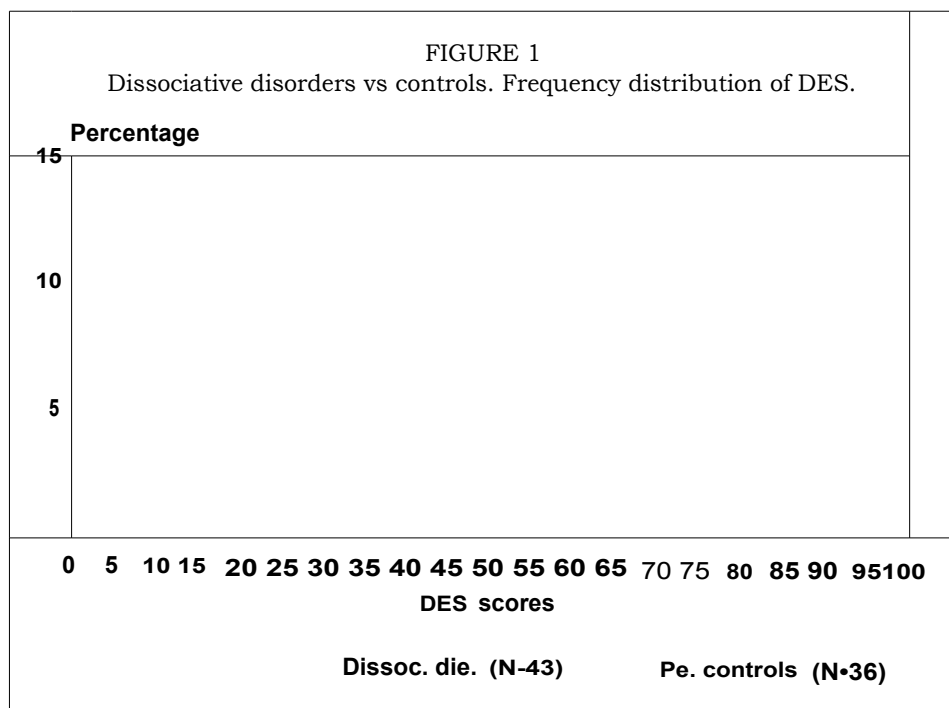 FIGURE 1
Dissociative disorders vs controls. Frequency distribution of DES.
Percentage
15
10
5
0 5 10 15 20 25 30 35 40 45 50 55 60 65 70 75 80 85 90 95100
DES scores
Dissoc. die. (N-43) Pe. controls (N•36)